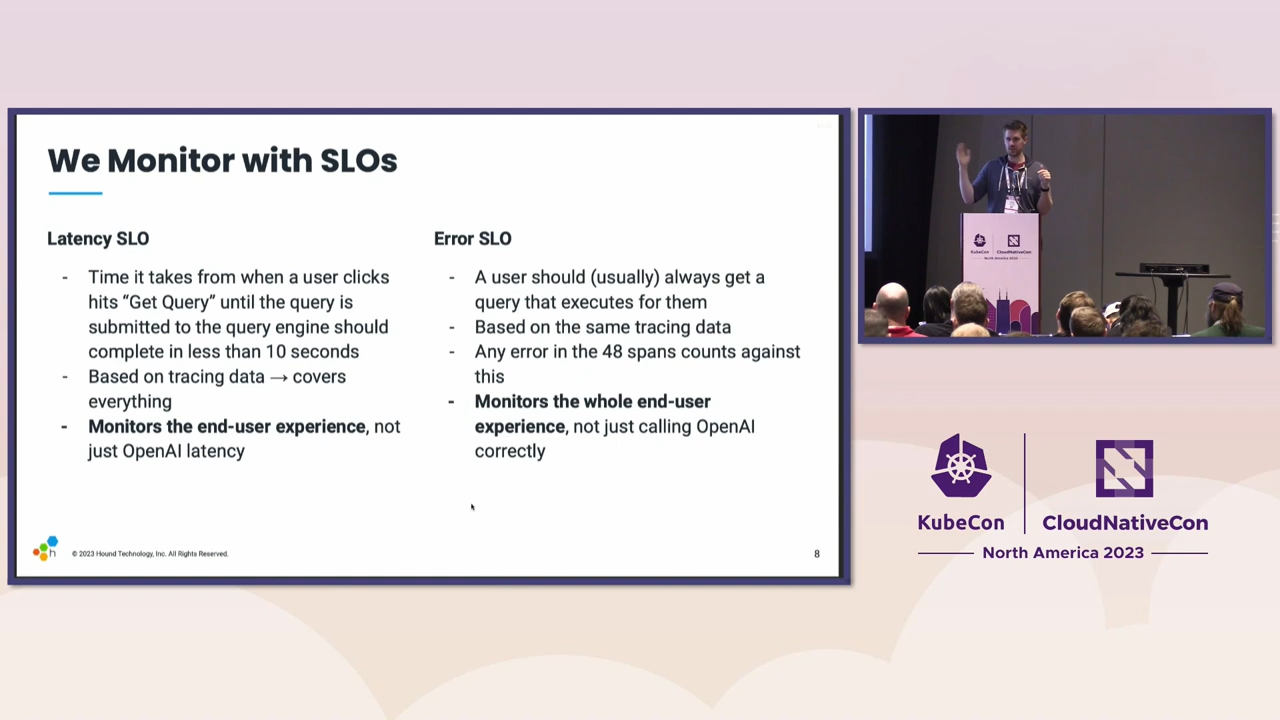 We Monitor with SLOs
Latency SLO
- Time it takes from when a user clicks
hits “Get Query” until the query is
submitted to the query engine should
complete in less than 10 seconds
- Based on tracing data → covers
everything
- Monitors the end-user experience, not
just OpenAI latency
Error SLO
- A user should (usually) always get a
query that executes for them
- Based on the same tracing data
- Any error in the 48 spans counts against
this
- Monitors the whole end-user
experience, not just calling OpenAI
correctly
h
© 2023 Hound Technology, Inc. All Rights Reserved.
8
KubeCon
CloudNativeCon
North America 2023
KubeCon
CloudNativeCon
North America 2023